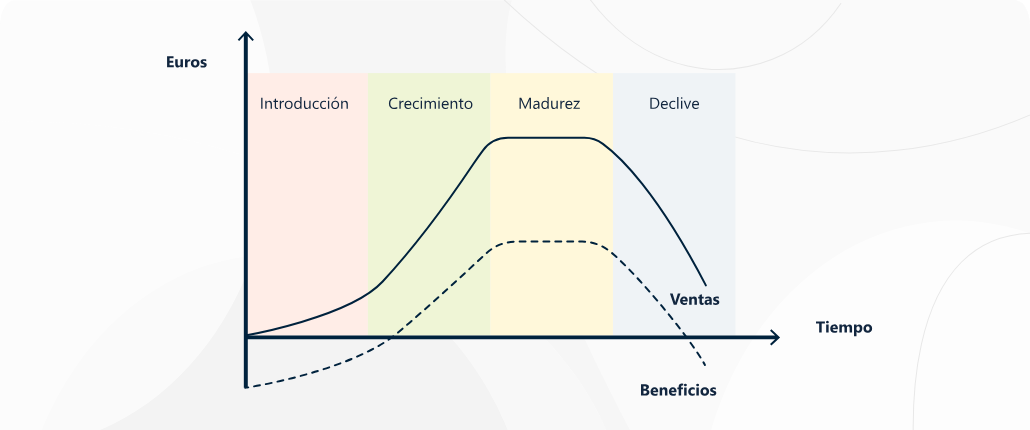 Euros
Introducción
Crecimiento
Madurez
Declive
Ventas
Tiempo
Beneficios